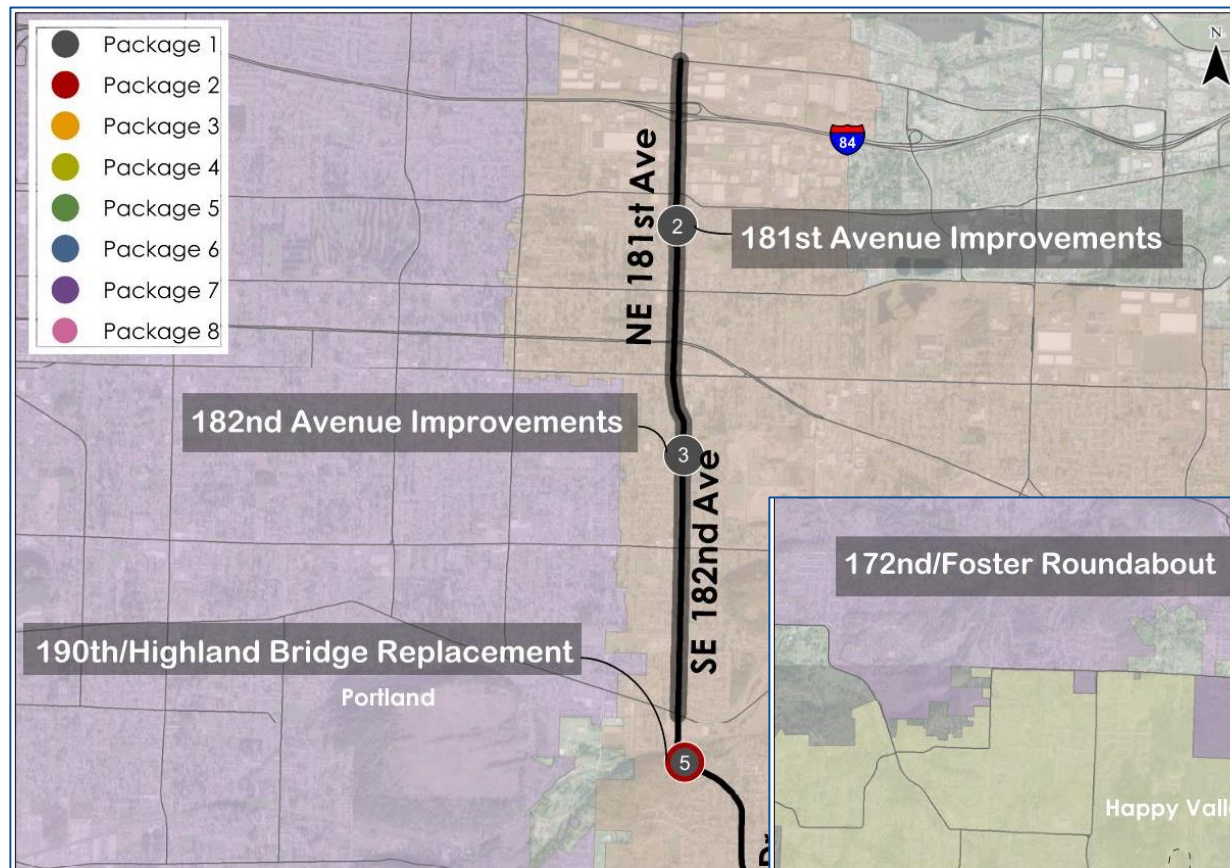 Package 1
Package 2
Package 3
Package 4
Package 5
Package 6
Package 7
Package 8
N
84
NE 181st Ave
2
181st Avenue Improvements
182nd Avenue Improvements
3
SE 182nd Ave
190th/Highland Bridge Replacement
Portland
5
172nd/Foster Roundabout
Happy